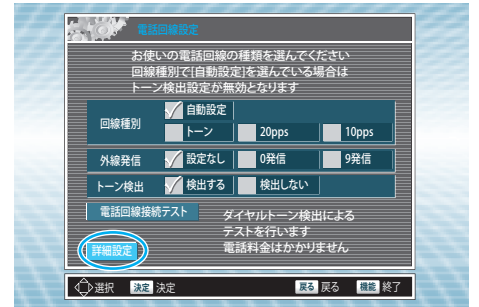 電話回線設定
お使いの電話回線の種類を選んでください
回線種別で[自動設定]を選んでいる場合は
トーン検出設定が無効となります
回線種別 自動設定
トーン 20pps 10pps
外線発信 設定なし 0発信 9発信
トーン検出 検出する 検出しない
電話回線接続テスト ダイヤルトーン検出による
テストを行います
詳細設定 電話料金はかかりません
選択 決定 決定 戻る 戻る 機能 終了